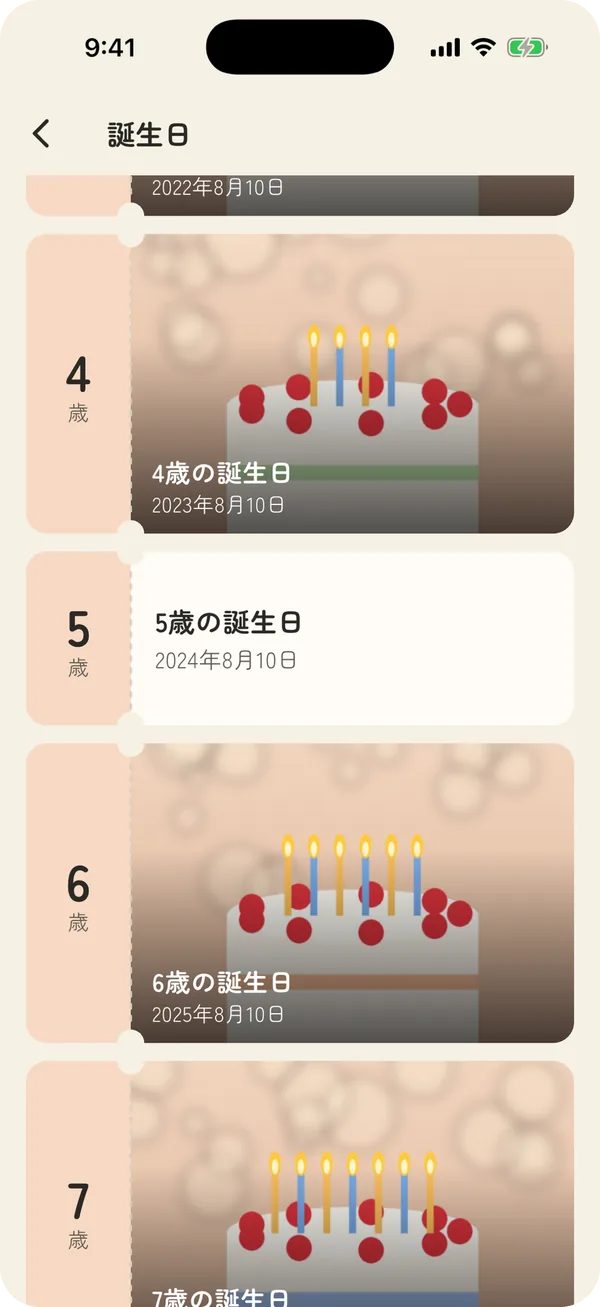 9:41
誕生日
2022年8月10日
4
歳
4歳の誕生日
2023年8月10日
5
歳
5歳の誕生日
2024年8月10日
6
歳
6歳の誕生日
2025年8月10日
7
歳
7歳の誕生日